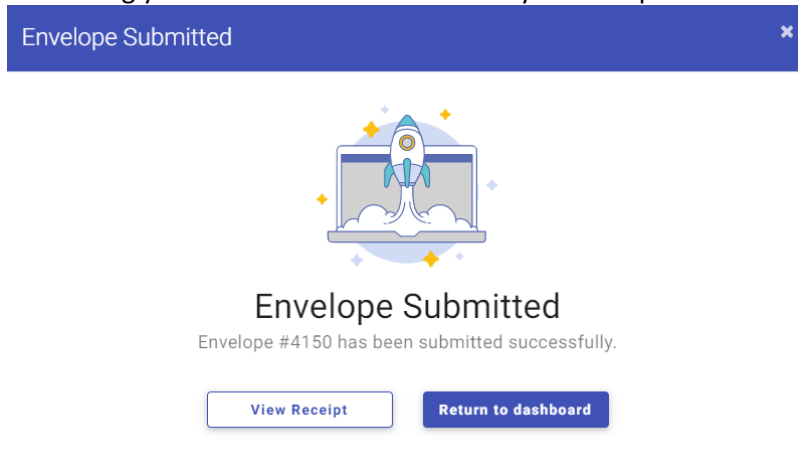 Envelope Submitted
Envelope Submitted
Envelope #4150 has been submitted successfully.
View Receipt
Return to dashboard